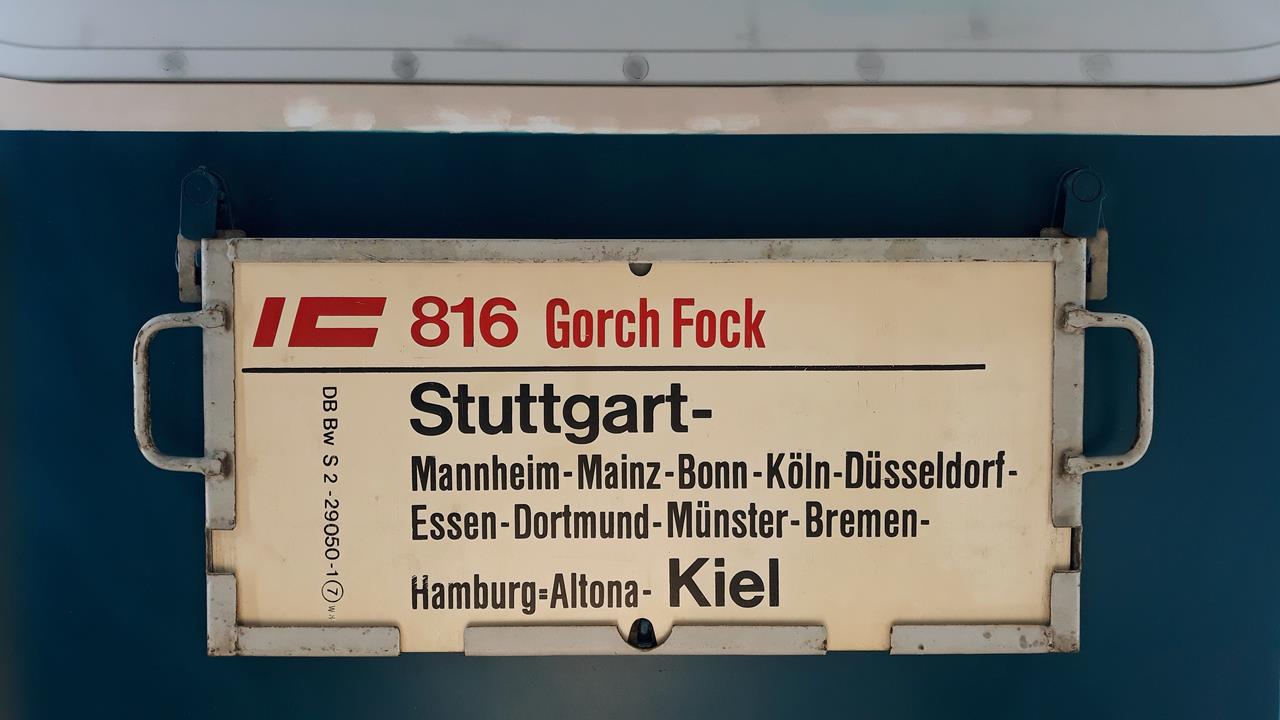 IC 816 Gorch Fock
Stuttgart-
Mannheim-Mainz-Bonn-Köln-Düsseldorf-
Essen-Dortmund-Münster-Bremen-
Hamburg=Altona- Kiel
DB Bw S 2 -29050-1 7